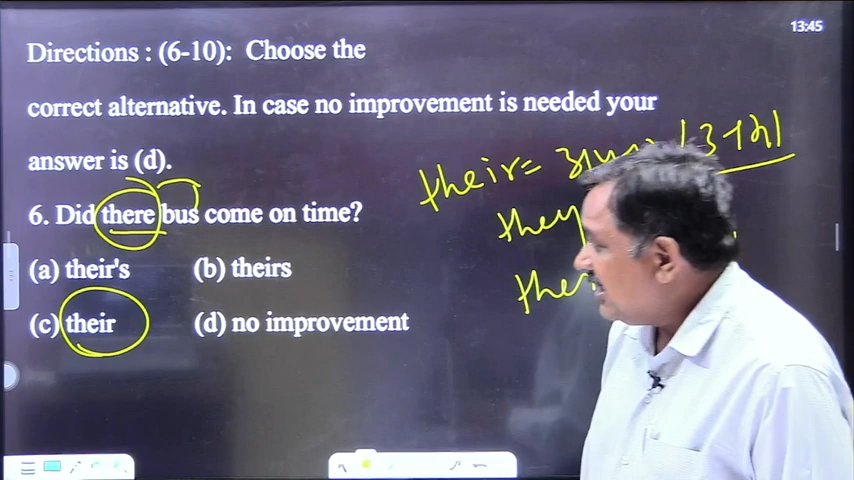 13:45
Directions : (6-10): Choose the
correct alternative. In case no improvement is needed your
answer is (d).
6. Did there bus come on time?
(a) their's (b) theirs
(c) their (d) no improvement
their=
they